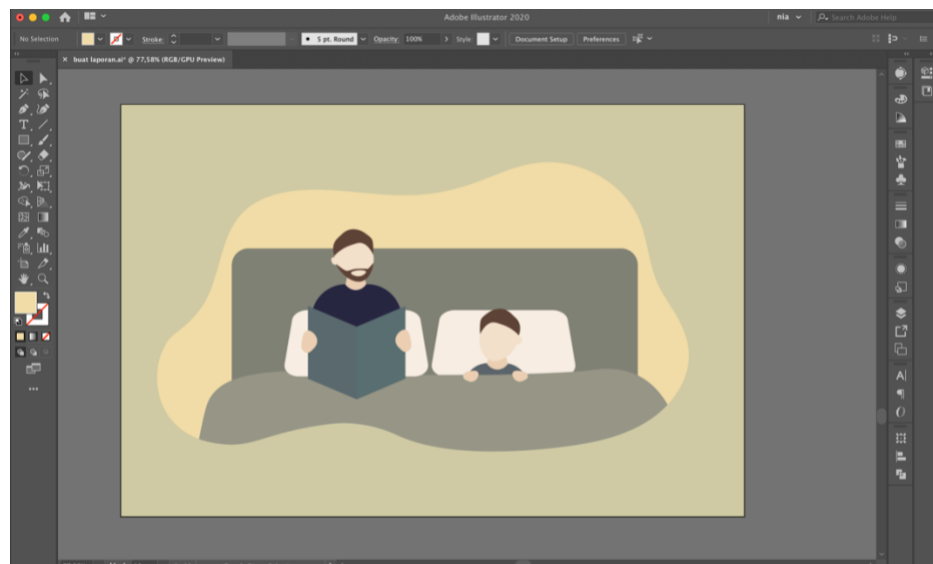 Adobe Illustrator 2020
nia
Search Adobe Help
No Selection
Stroke:
5 pt. Round
Opacity: 100%
Style:
Document Setup
Preferences
× buat laporan.ai* @ 77,58% (RGB/GPU Preview)